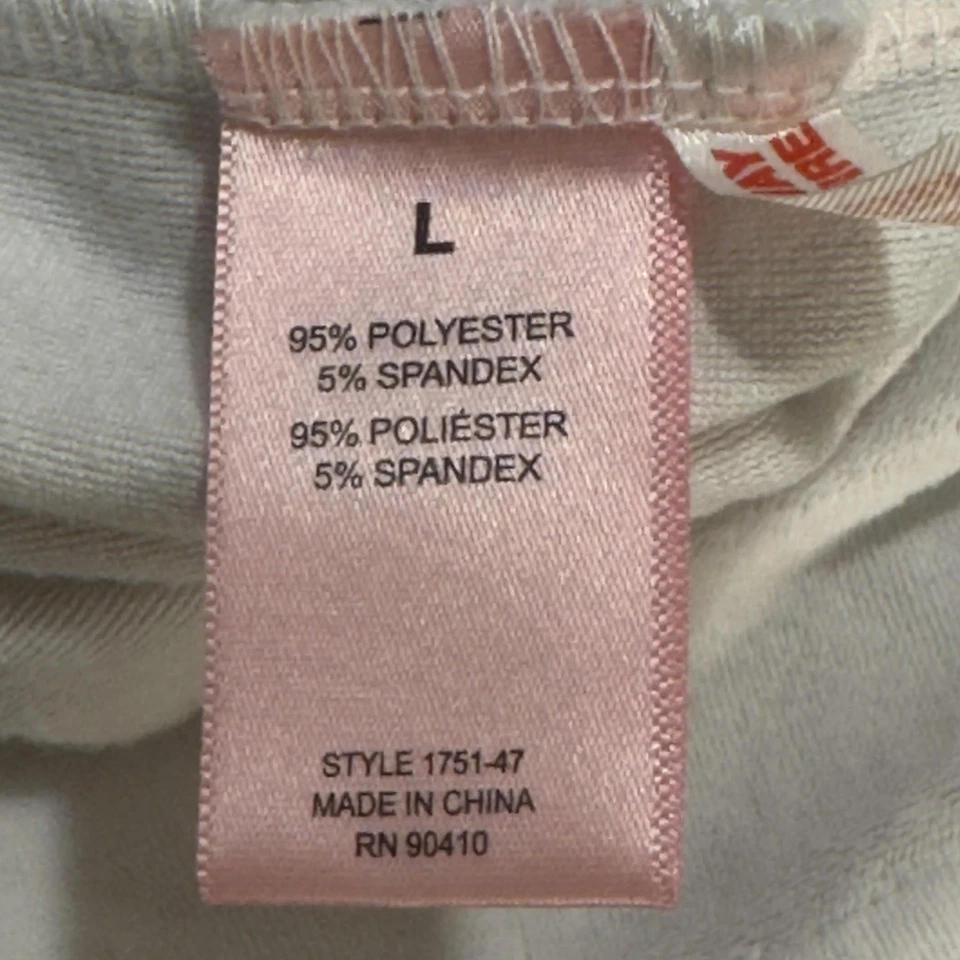 L
95% POLYESTER
5% SPANDEX
95% POLIÉSTER
5% SPANDEX
STYLE 1751-47
MADE IN CHINA
RN 90410